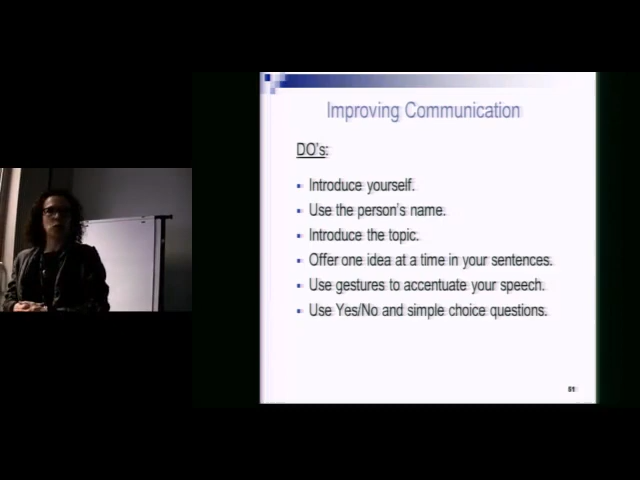 Improving Communication
DO's:
Introduce yourself.
Use the person's name.
Introduce the topic.
Offer one idea at a time in your sentences.
Use gestures to accentuate your speech.
Use Yes/No and simple choice questions.
51